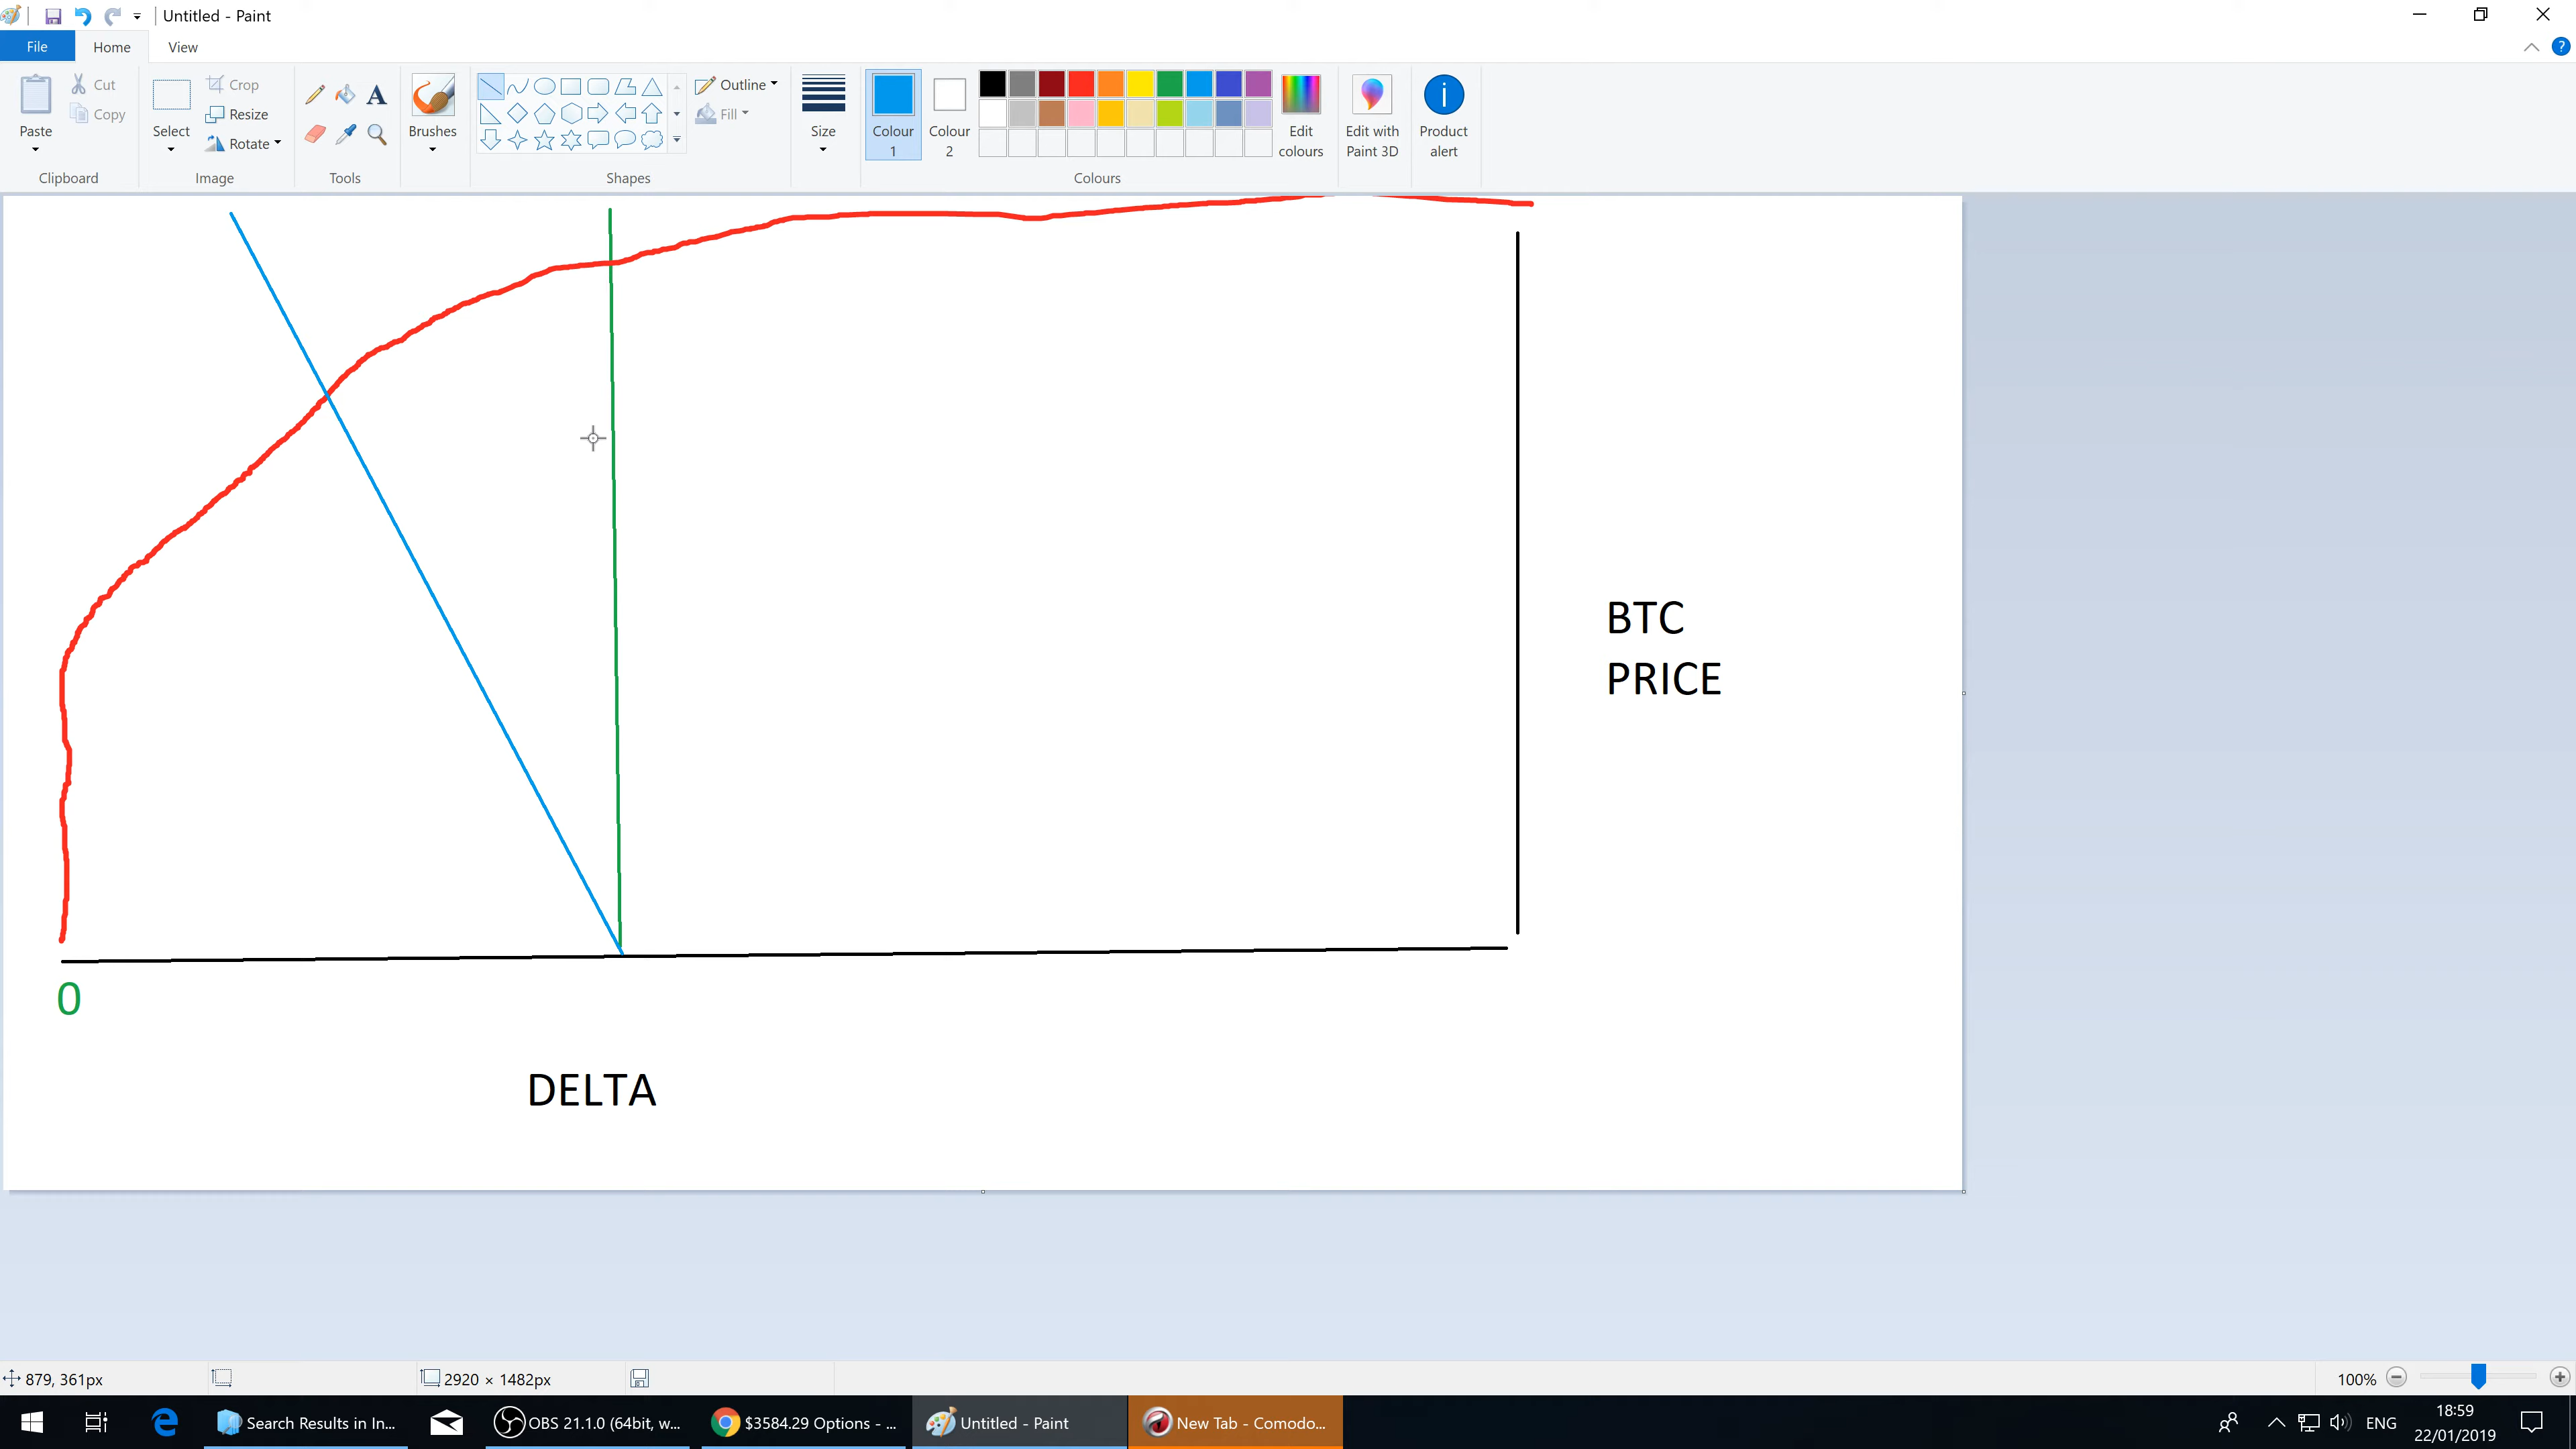 Untitled - Paint
File
Home
View
Paste
Cut
Copy
Clipboard
Select
Crop
Resize
Rotate
Image
A
Tools
Brushes
Shapes
Outline
Fill
Size
Colour
1
Colour
2
Edit
colours
Colours
Edit with
Paint 3D
Product
alert
BTC
PRICE
0
DELTA
879, 361px
2920 × 1482px
100%
Search Results in In...
OBS 21.1.0 (64bit, w...
$3584.29 Options - ...
Untitled - Paint
New Tab - Comodo...
ENG
18:59
22/01/2019